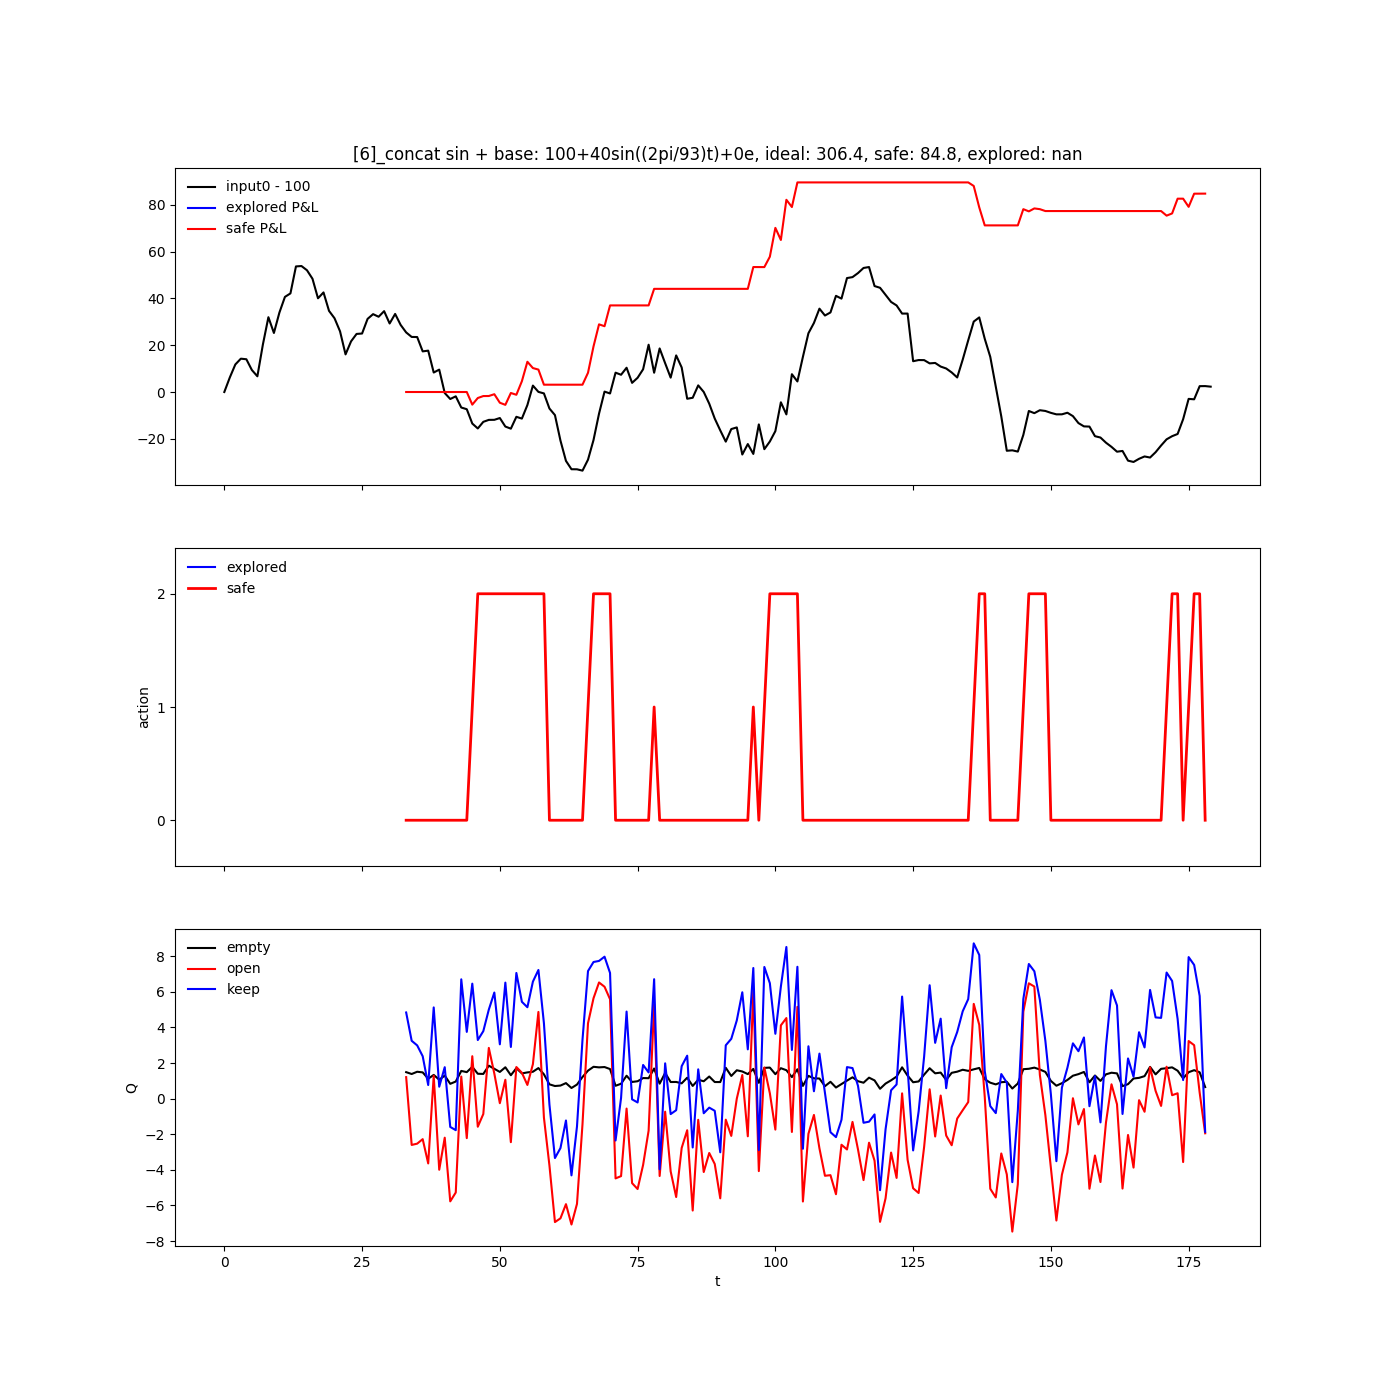 [6]_concat sin + base: 100+40sin((2pi/93)t)+0e, ideal: 306.4, safe: 84.8, explored: nan
input0 - 100
explored P&L
safe P&L
80
60
40
20
0
−20
explored
safe
2
1
0
action
empty
open
keep
8
6
4
2
0
−2
−4
−6
−8
Q
0 25 50 75 100 125 150 175
t